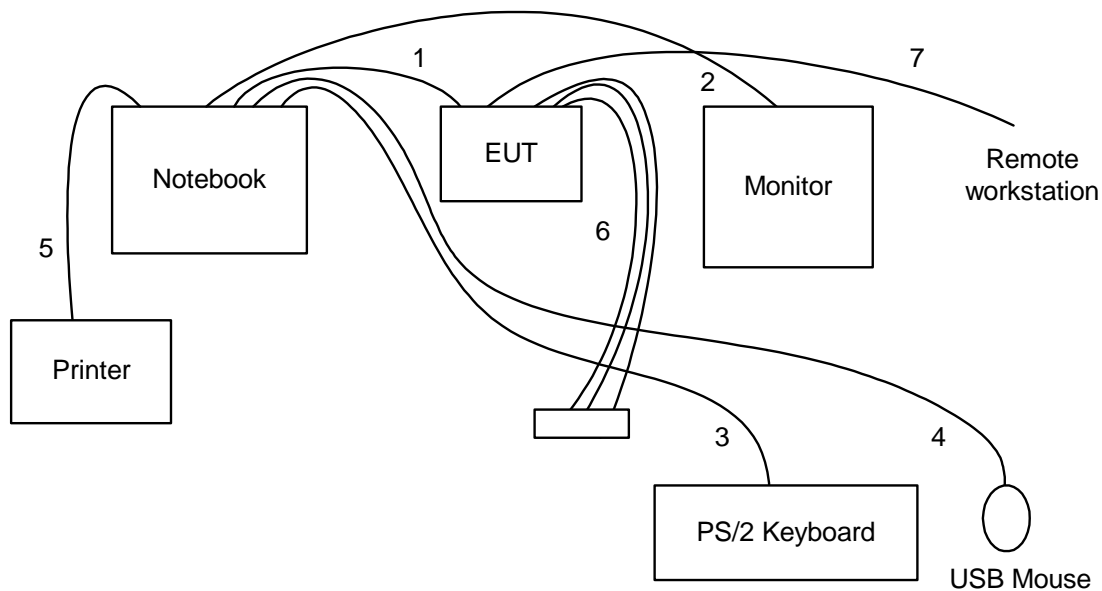 1
7
2
EUT
Notebook
Monitor
Remote
workstation
5
6
Printer
3
4
PS/2 Keyboard
USB Mouse